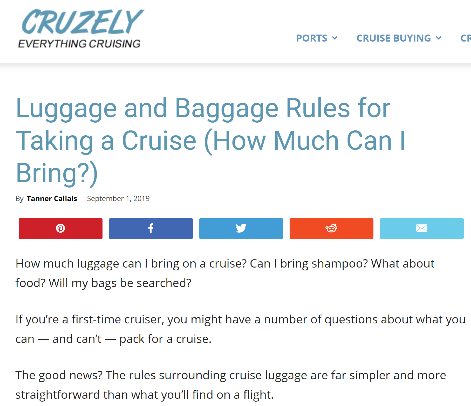 CRUZELY
EVERYTHING CRUISING
PORTS
CRUISE BUYING
CR
Luggage and Baggage Rules for
Taking a Cruise (How Much Can I
Bring?)
By Tanner Callais September 1, 2019
How much luggage can I bring on a cruise? Can I bring shampoo? What about
food? Will my bags be searched?
If you're a first-time cruiser, you might have a number of questions about what you
can — and can't — pack for a cruise.
The good news? The rules surrounding cruise luggage are far simpler and more
straightforward than what you'll find on a flight.